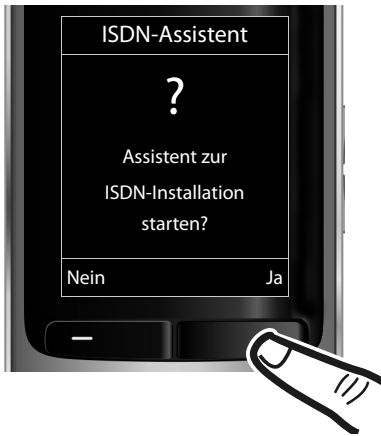 ISDN-Assistent
?
Assistent zur
ISDN-Installation
starten?
Nein Ja